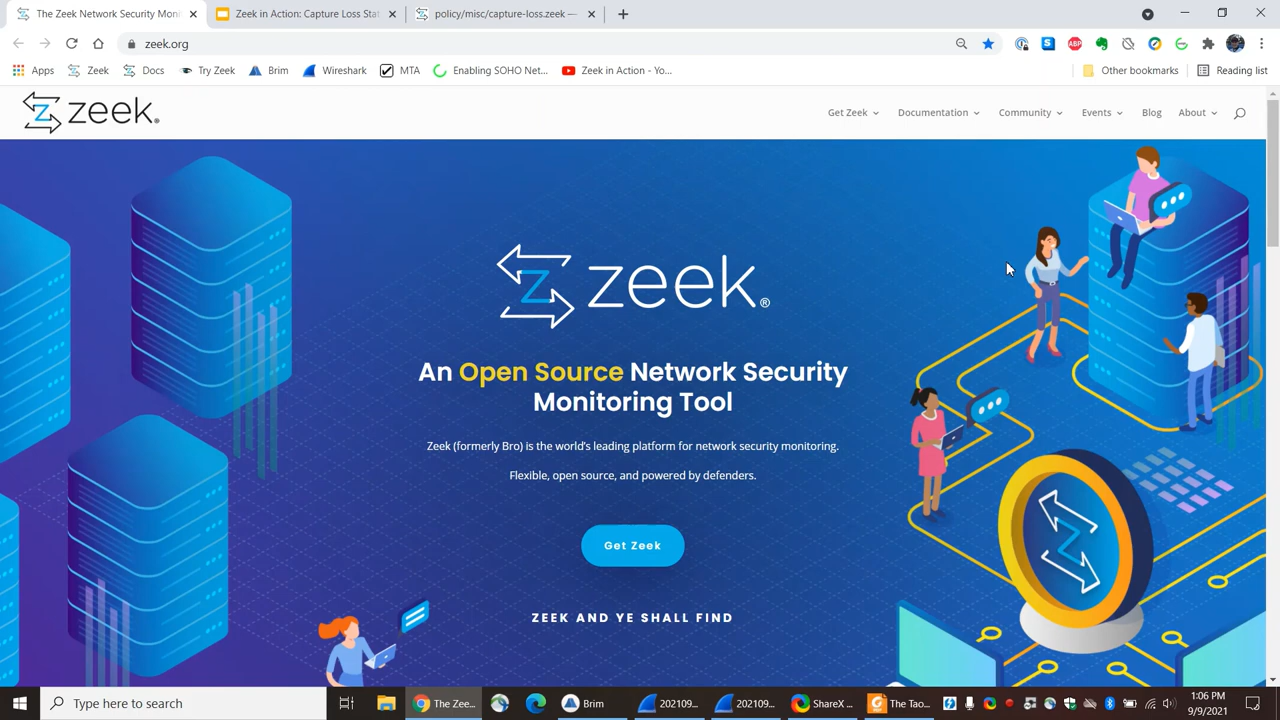 The Zeek Network Security Moni
Zeek in Action: Capture Loss Stat
policy/misc/capture-loss.zeek —
zeek.org
ABP
Apps
Zeek
Docs
Try Zeek
Brim
Wireshark
MTA
Enabling SOHO Net...
Zeek in Action - Yo...
Other bookmarks
Reading list
zeek®
Get Zeek
Documentation
Community
Events
Blog
About
zeek®
An Open Source Network Security
Monitoring Tool
Zeek (formerly Bro) is the world's leading platform for network security monitoring.
Flexible, open source, and powered by defenders.
Get Zeek
ZEEK AND YE SHALL FIND
Type here to search
The Zee...
Brim
202109...
202109...
ShareX ...
The Tao...
1:06 PM
9/9/2021